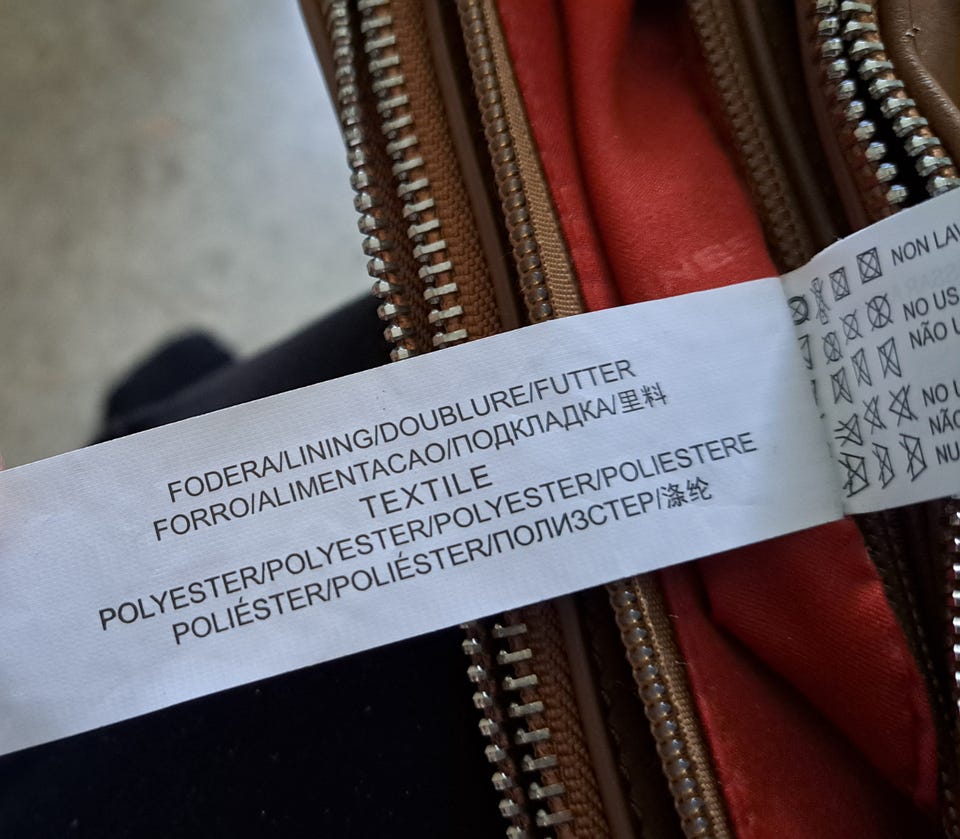 FODERA/LINING/DOUBLURE/FUTTER
FORRO/ALIMENTACAO/ПОДКЛАДКА/里料
TEXTILE
POLYESTER/POLYESTER/POLYESTER/POLIESTERE
POLIÉSTER/POLIÉSTER/ПОЛИЗСТЕР/涤纶
NON LAV
NO US
NÃO U
NO U
NÃO
NU